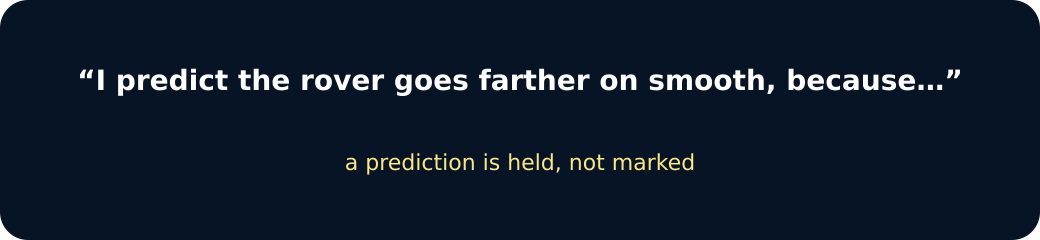 “I predict the rover goes farther on smooth, because…”
a prediction is held, not marked